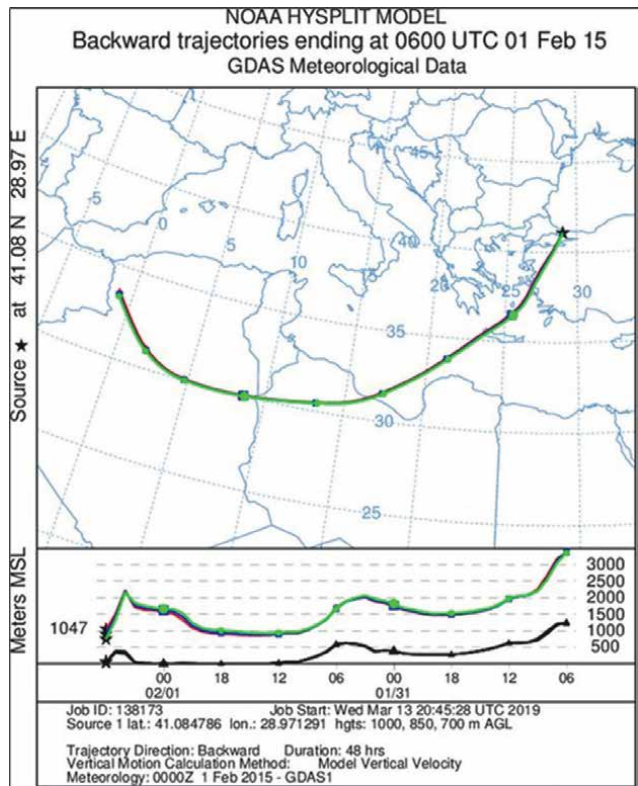 NOAA HYSPLIT MODEL
Backward trajectories ending at 0600 UTC 01 Feb 15
GDAS Meteorological Data
Source ★ at 41.08 N 28.97 E
-5
0
5
10
15
20
25
30
45
40
35
30
25
Meters MSL
1047
3000
2500
2000
1500
1000
500
00 18 12 06 00 18 12 06
02/01 01/31
Job ID: 138173 Job Start: Wed Mar 13 20:45:28 UTC 2019
Source 1 lat.: 41.084786 lon.: 28.971291 hgts: 1000, 850, 700 m AGL
Trajectory Direction: Backward Duration: 48 hrs
Vertical Motion Calculation Method: Model Vertical Velocity
Meteorology: 0000Z 1 Feb 2015 - GDAS1